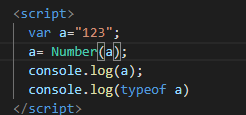 <script>
var a="123";
a= Number(a);
console.log(a);
console.log(typeof a)
</script>